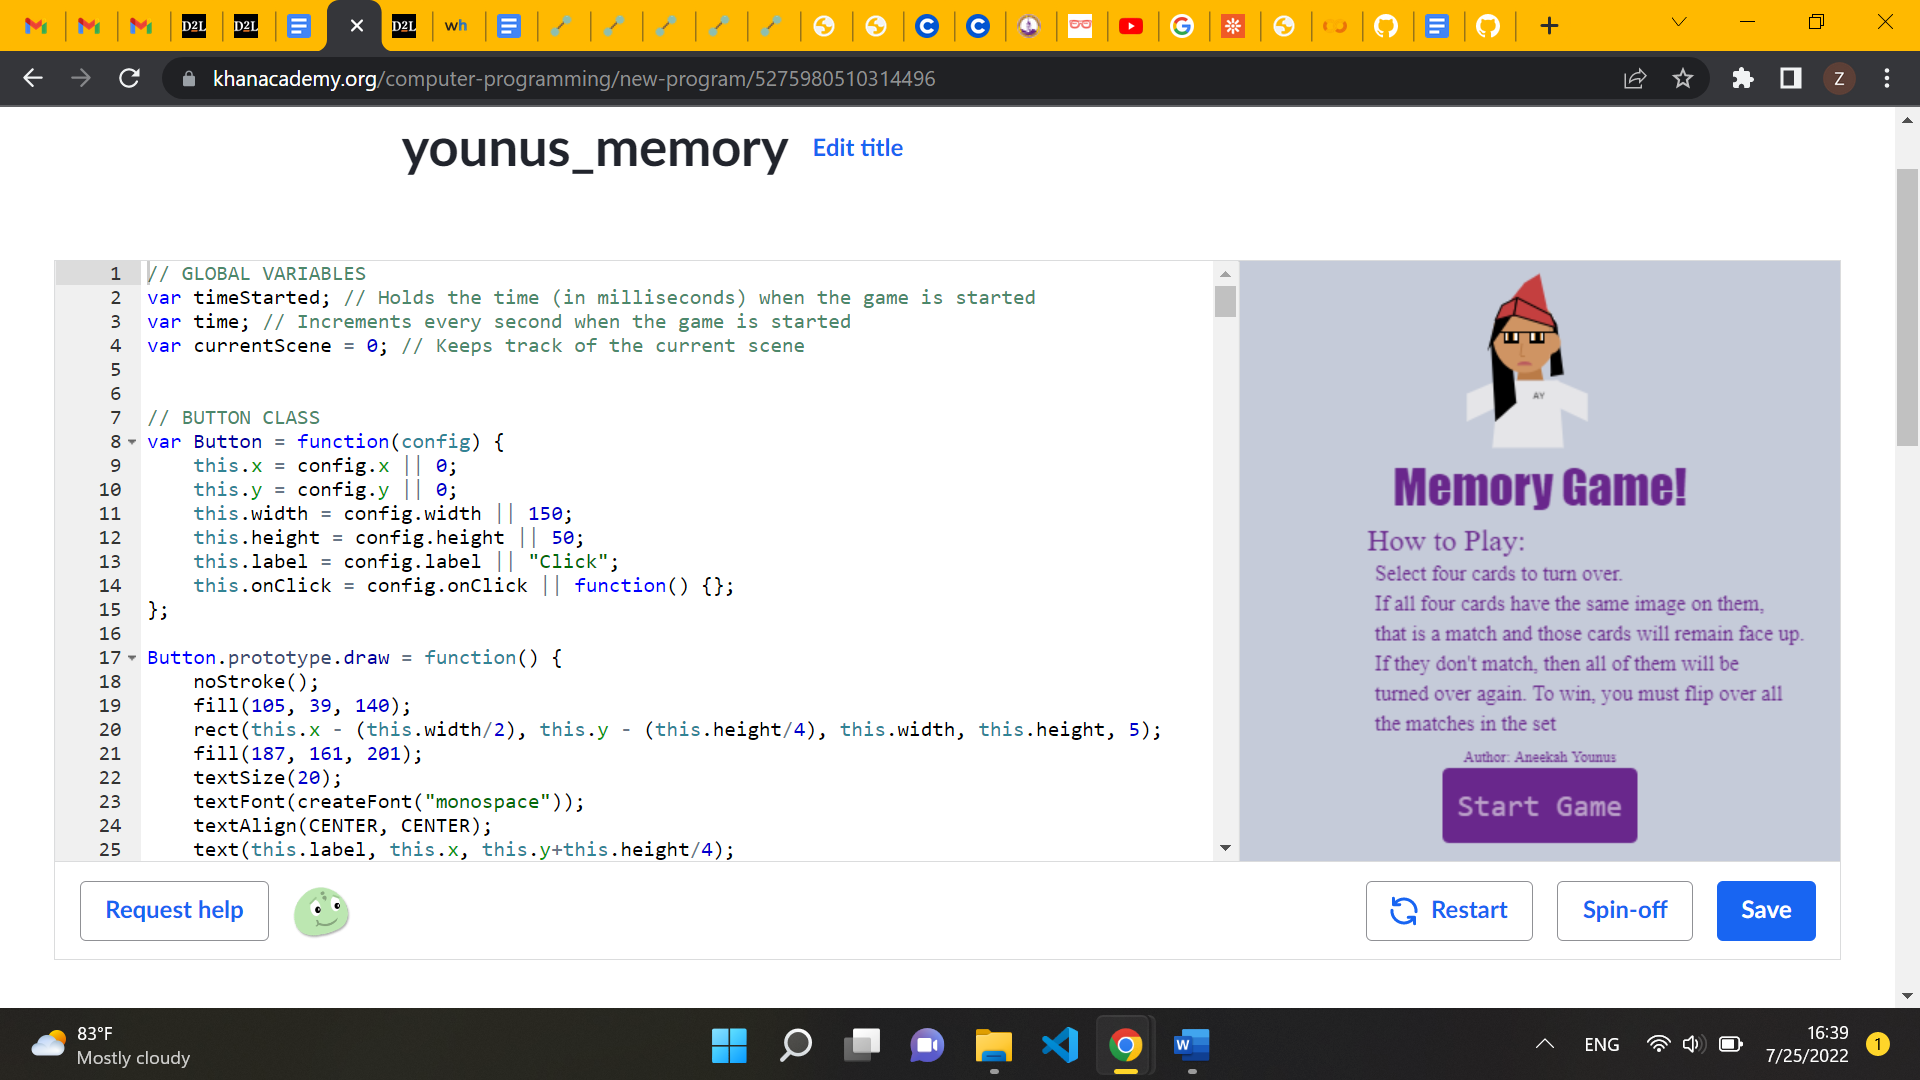 D2L
D2L
D2L
wh
khanacademy.org/computer-programming/new-program/5275980510314496
Z
younus_memory
Edit title
1 // GLOBAL VARIABLES
2 var timeStarted; // Holds the time (in milliseconds) when the game is started
3 var time; // Increments every second when the game is started
4 var currentScene = 0; // Keeps track of the current scene
5
6
7 // BUTTON CLASS
8 var Button = function(config) {
9 this.x = config.x || 0;
10 this.y = config.y || 0;
11 this.width = config.width || 150;
12 this.height = config.height || 50;
13 this.label = config.label || "Click";
14 this.onClick = config.onClick || function() {};
15 };
16
17 Button.prototype.draw = function() {
18 noStroke();
19 fill(105, 39, 140);
20 rect(this.x - (this.width/2), this.y - (this.height/4), this.width, this.height, 5);
21 fill(187, 161, 201);
22 textSize(20);
23 textFont(createFont("monospace"));
24 textAlign(CENTER, CENTER);
25 text(this.label, this.x, this.y+this.height/4);
AY
Memory Game!
How to Play:
Select four cards to turn over.
If all four cards have the same image on them,
that is a match and those cards will remain face up.
If they don't match, then all of them will be
turned over again. To win, you must flip over all
the matches in the set
Author: Aneekah Younus
Start Game
Request help
Restart
Spin-off
Save
83°F
Mostly cloudy
W
ENG
16:39
7/25/2022
1